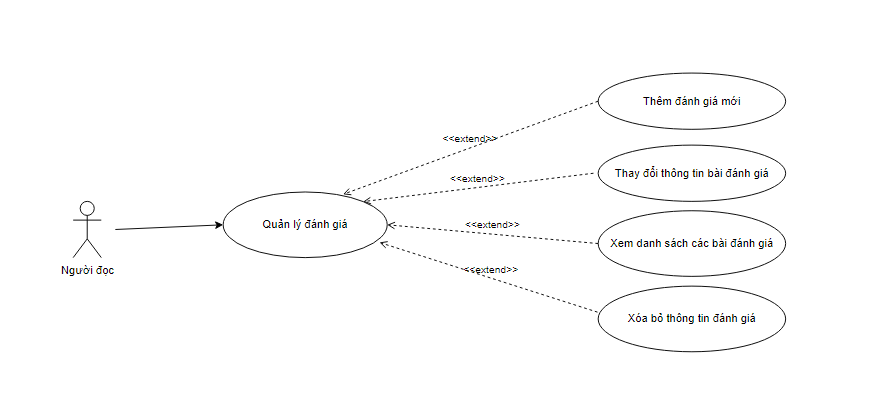 Thêm đánh giá mới
<<extend>>
Thay đổi thông tin bài đánh giá
<<extend>>
Quản lý đánh giá
<<extend>>
Xem danh sách các bài đánh giá
Người đọc
<<extend>>
Xóa bỏ thông tin đánh giá